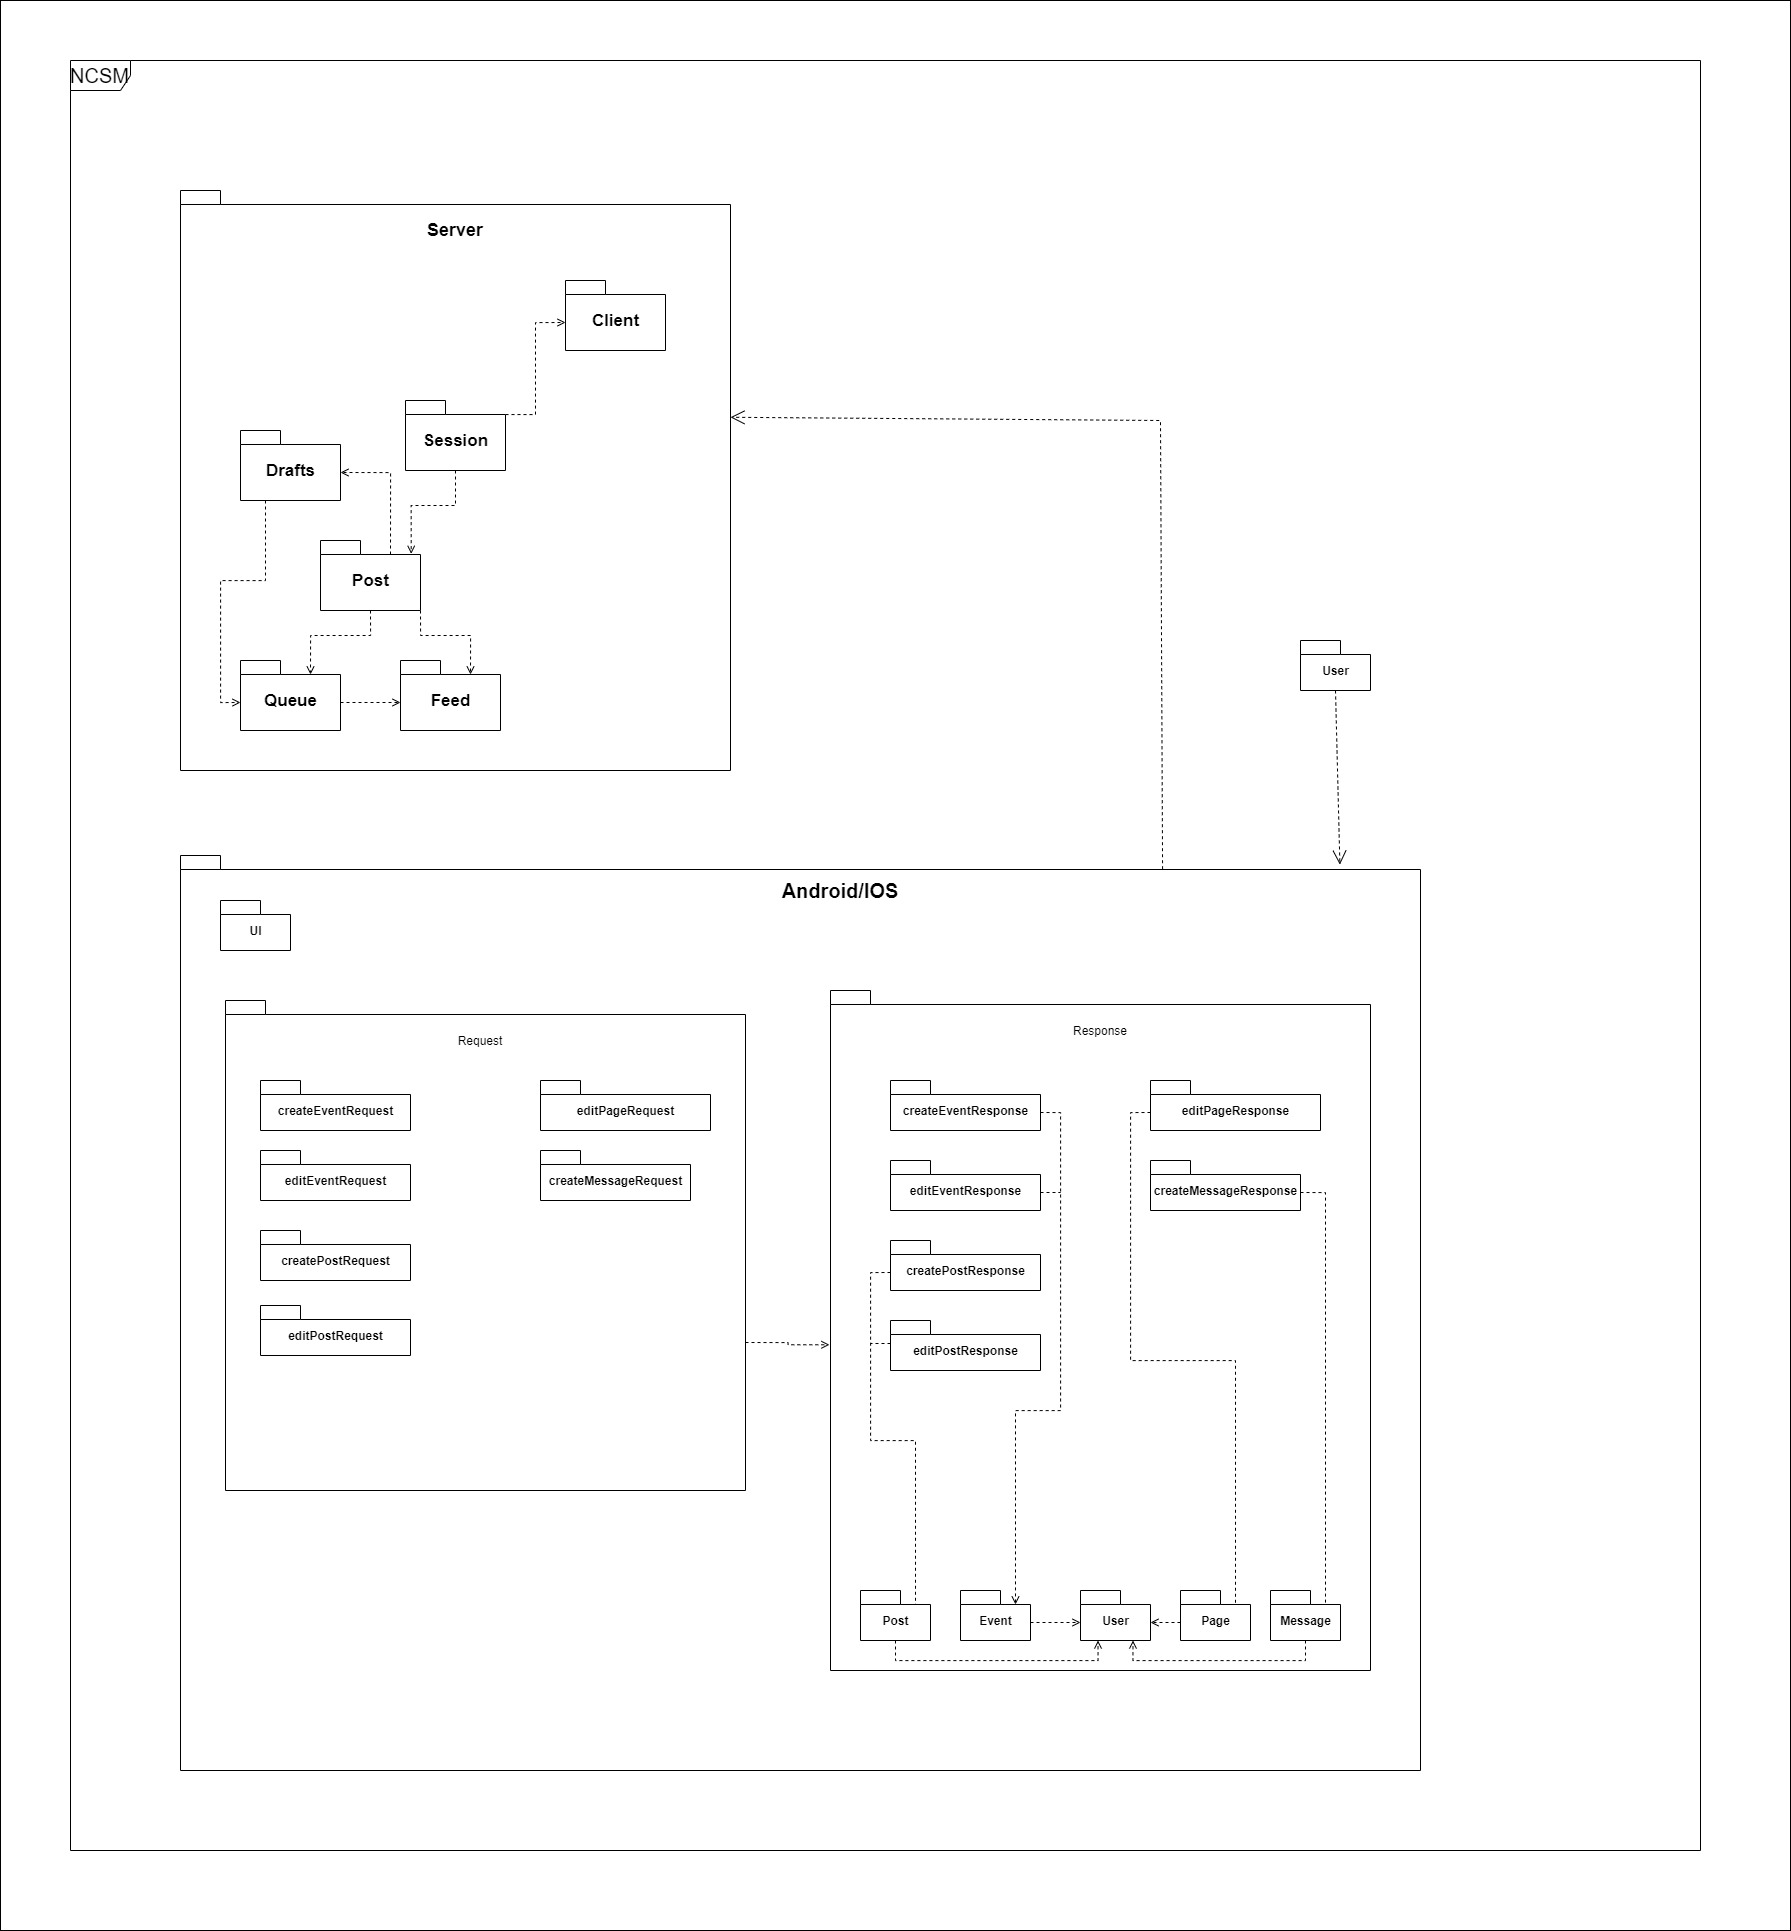 NCSM
Server
Client
Session
Drafts
Post
Queue
Feed
User
Android/IOS
UI
Request
createEventRequest
editPageRequest
editEventRequest
createMessageRequest
createPostRequest
editPostRequest
Response
createEventResponse
editPageResponse
editEventResponse
createMessageResponse
createPostResponse
editPostResponse
Post
Event
User
Page
Message